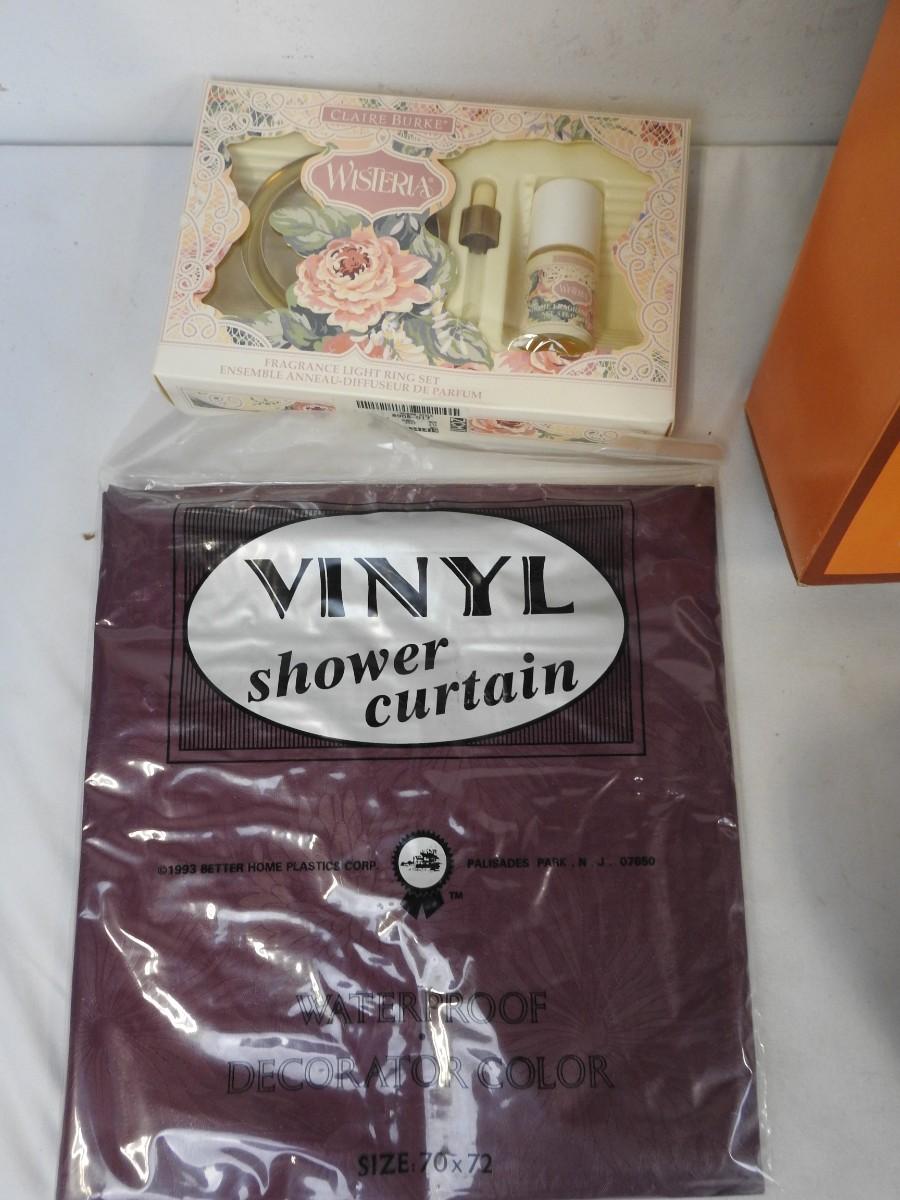 CLAIRE BURKE®
WISTERIA®
WISTERIA
FRAGRANCE LIGHT RING SET
ENSEMBLE ANNEAU-DIFFUSEUR DE PARFUM
VINYL
shower
curtain
©1993 BETTER HOME PLASTICS CORP. PALISADES PARK, N.J. 07650
TM
WATERPROOF
DECORATOR COLOR
SIZE: 70 x 72